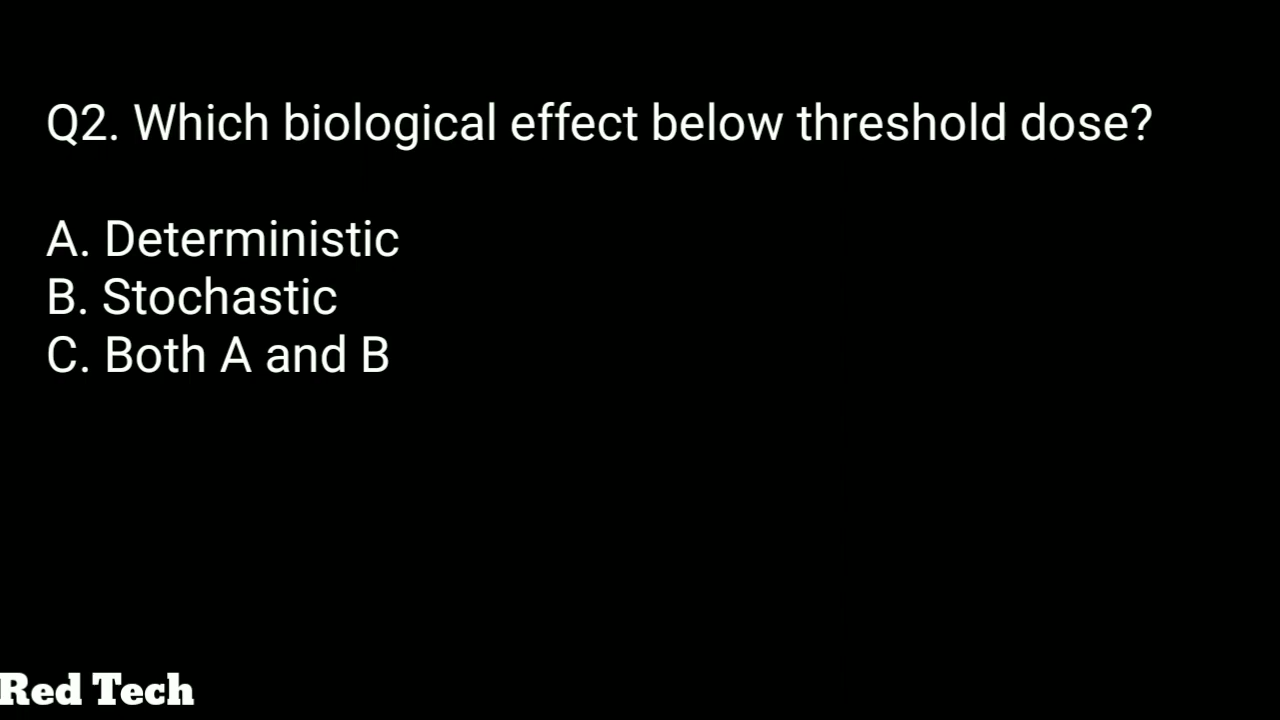 Q2. Which biological effect below threshold dose?
A. Deterministic
B. Stochastic
C. Both A and B
Red Tech